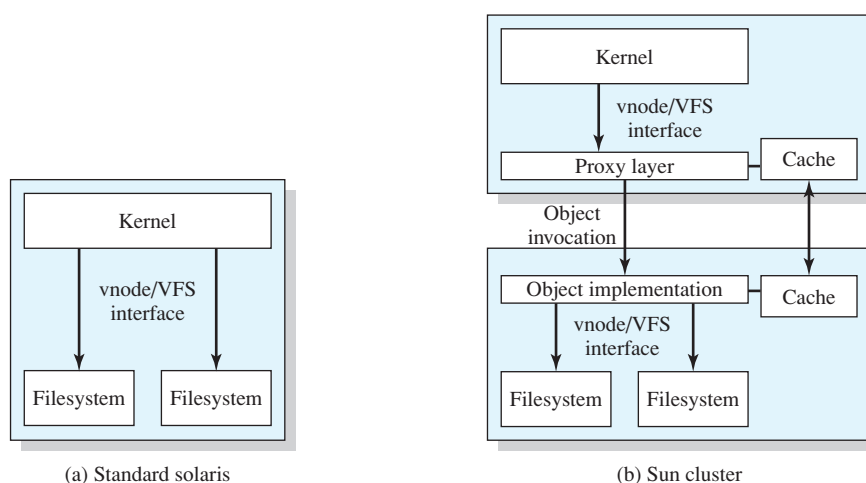 Kernel
vnode/VFS
interface
Filesystem
Filesystem
(a) Standard solaris
Kernel
vnode/VFS
interface
Proxy layer
Cache
Object
invocation
Object implementation
Cache
vnode/VFS
interface
Filesystem
Filesystem
(b) Sun cluster